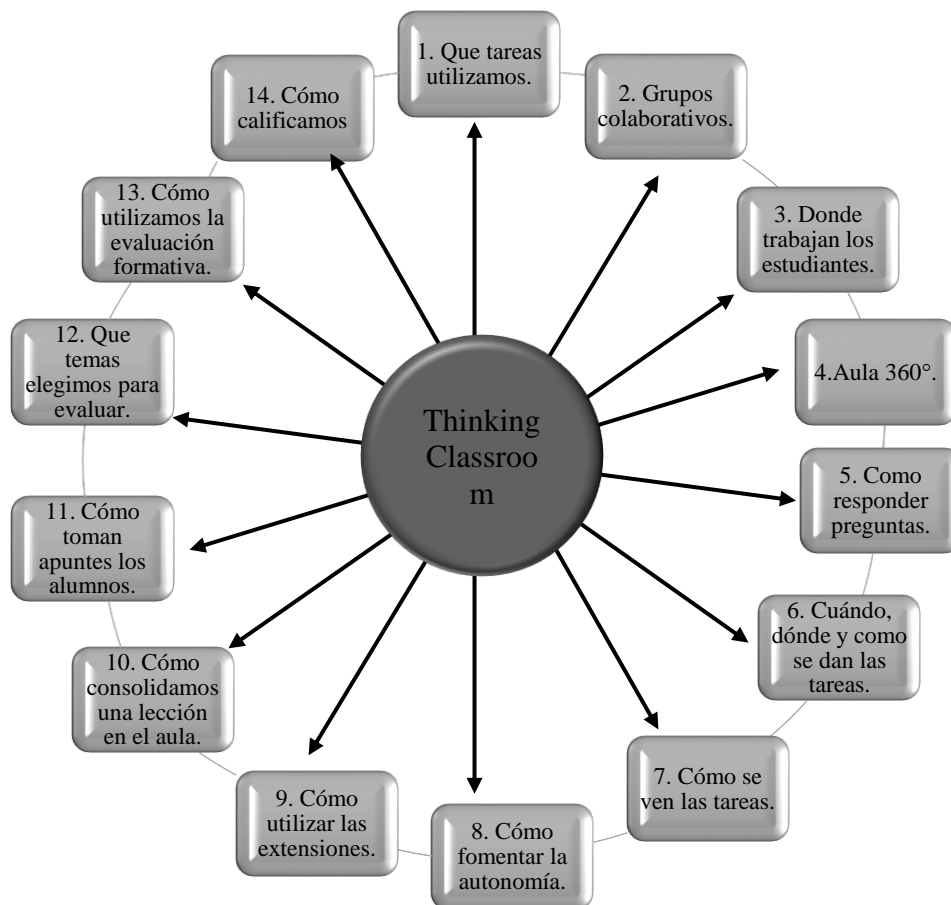 1. Que tareas
utilizamos.
2. Grupos
colaborativos.
3. Donde
trabajan los
estudiantes.
4.Aula 360°.
5. Como
responder
preguntas.
6. Cuándo,
dónde y como
se dan las
tareas.
7. Cómo se
ven las tareas.
8. Cómo
fomentar la
autonomía.
9. Cómo
utilizar las
extensiones.
10. Cómo
consolidamos
una lección
en el aula.
11. Cómo
toman
apuntes los
alumnos.
12. Que
temas
elegimos para
evaluar.
13. Cómo
utilizamos la
evaluación
formativa.
14. Cómo
calificamos
Thinking
Classroo
m